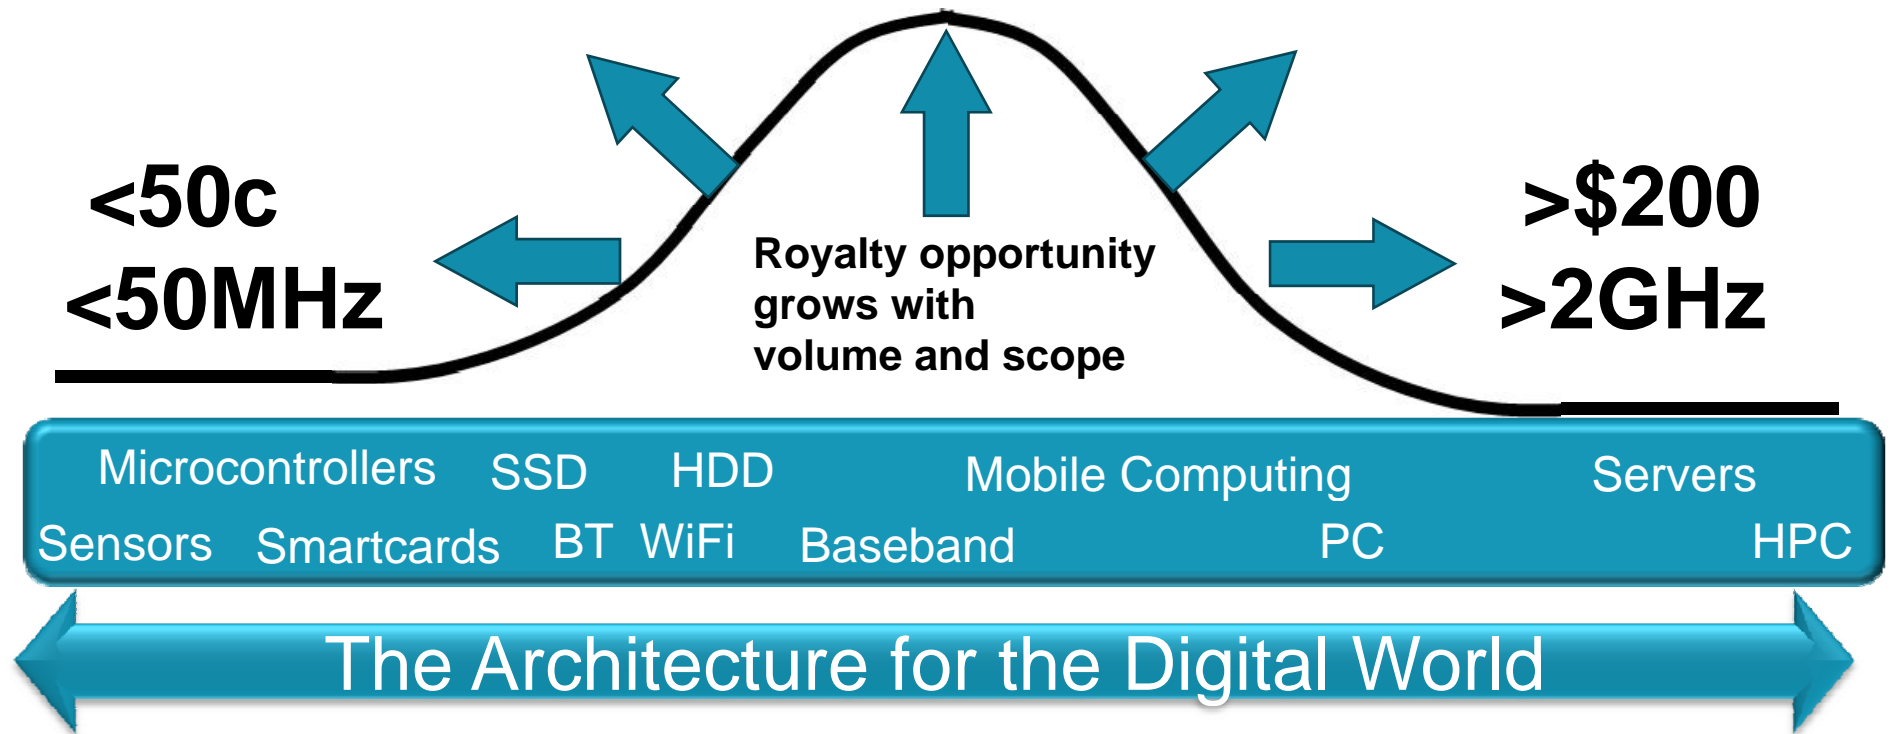 <50c
<50MHz
Royalty opportunity
grows with
volume and scope
>$200
>2GHz
Microcontrollers SSD HDD Mobile Computing Servers
Sensors Smartcards BT WiFi Baseband PC HPC
The Architecture for the Digital World